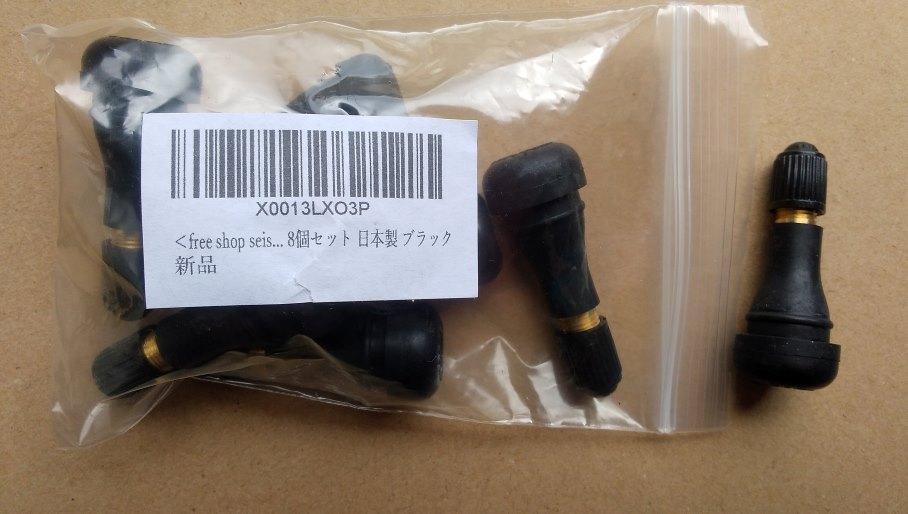 X0013LXO3P
<free shop seis... 8個セット 日本製 ブラック
新品